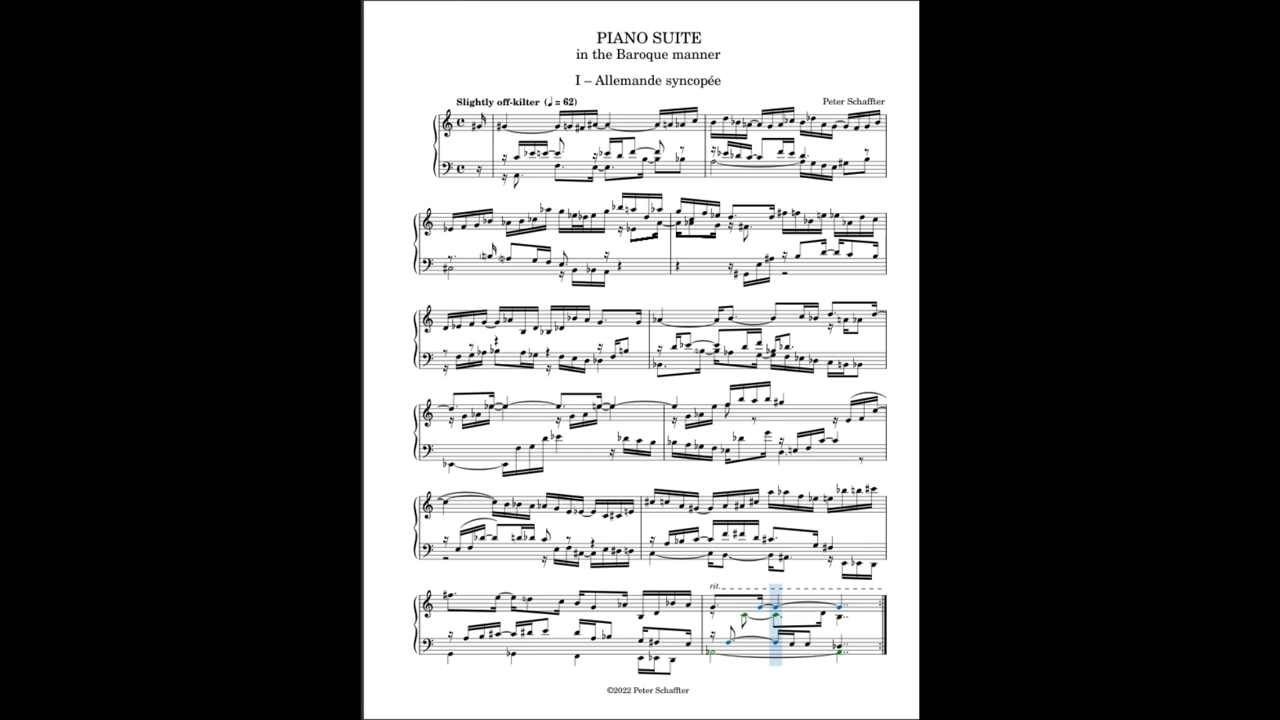 PIANO SUITE
in the Baroque manner
I – Allemande syncopée
Slightly off-kilter (♩ = 62)
Peter Schaffter
rit.
©2022 Peter Schaffter